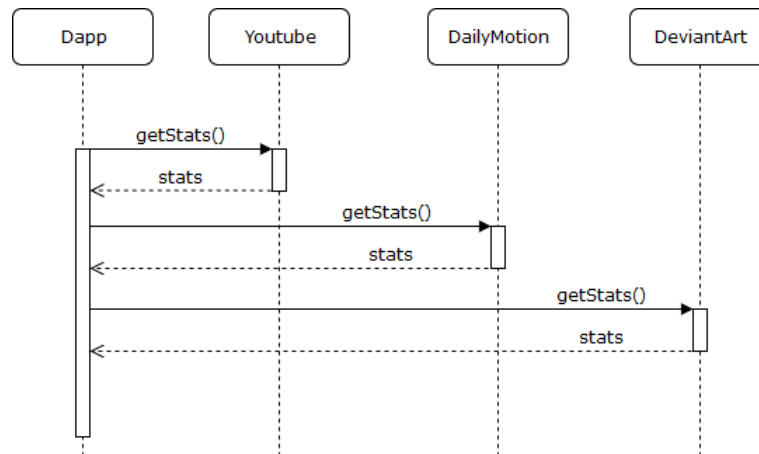 Dapp
Youtube
DailyMotion
DeviantArt
getStats()
stats
getStats()
stats
getStats()
stats